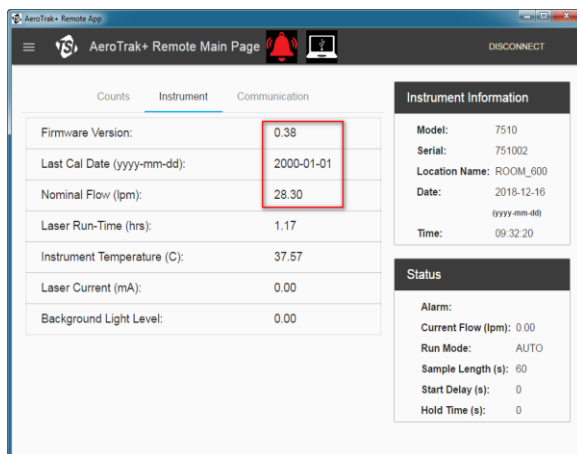 AeroTrak+ Remote App
AeroTrak+ Remote Main Page DISCONNECT
Counts Instrument Communication
Firmware Version: 0.38
Last Cal Date (yyyy-mm-dd): 2000-01-01
Nominal Flow (lpm): 28.30
Laser Run-Time (hrs): 1.17
Instrument Temperature (C): 37.57
Laser Current (mA): 0.00
Background Light Level: 0.00
Instrument Information
Model: 7510
Serial: 751002
Location Name: ROOM_600
Date: 2018-12-16
(yyyy-mm-dd)
Time: 09:32:20
Status
Alarm:
Current Flow (lpm): 0.00
Run Mode: AUTO
Sample Length (s): 60
Start Delay (s): 0
Hold Time (s): 0